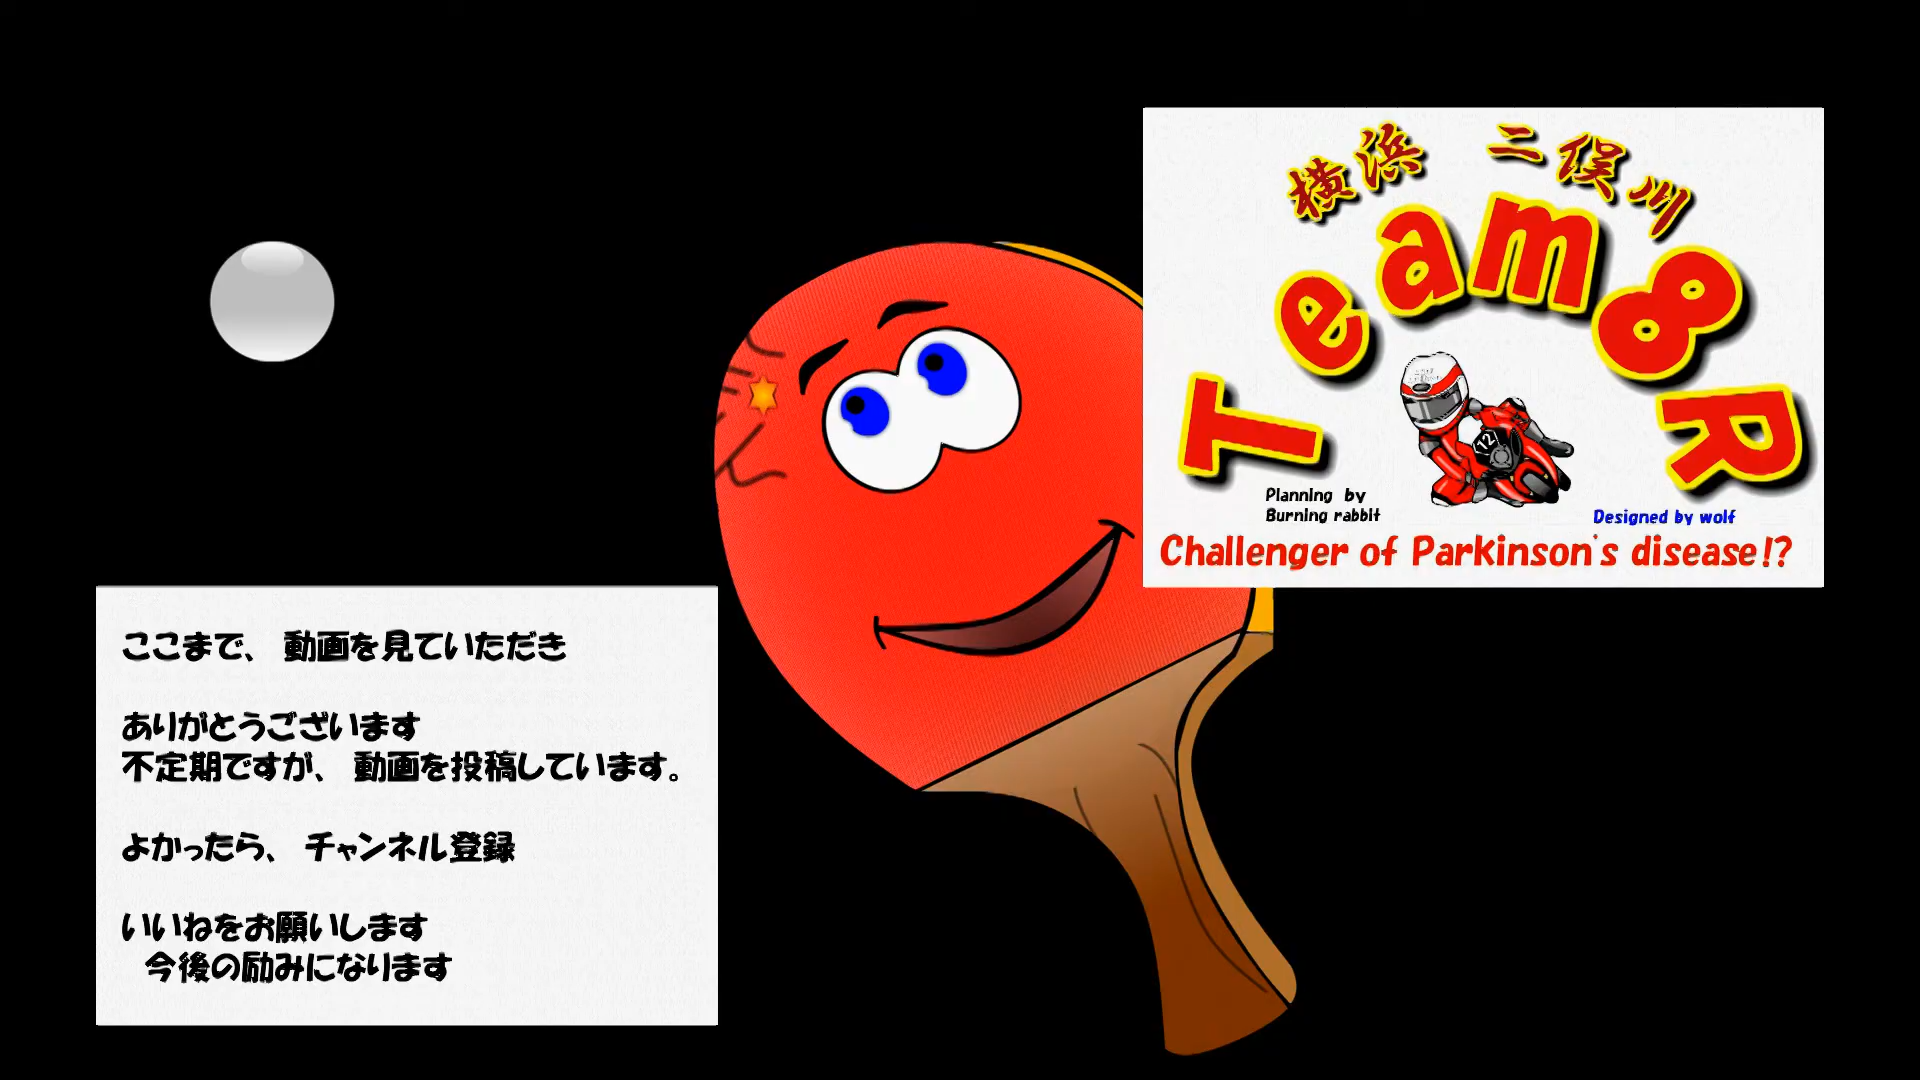 横浜 二俣川
Team8R
12
Planning by
Burning rabbit
Designed by wolf
Challenger of Parkinson's disease!?
ここまで、動画を見ていただき
ありがとうございます
不定期ですが、動画を投稿しています。
よかったら、チャンネル登録
いいねをお願いします
今後の励みになります